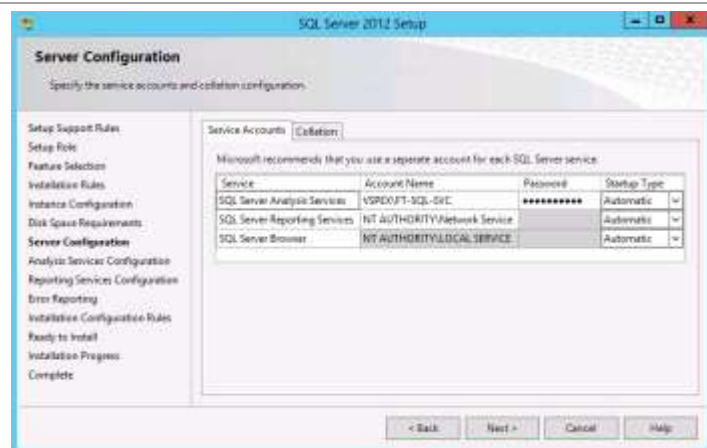 SQL Server 2012 Setup
Server Configuration
Specify the service accounts and collation configuration.
Setup Support Rules
Setup Role
Feature Selection
Installation Rules
Instance Configuration
Disk Space Requirements
Server Configuration
Analysis Services Configuration
Reporting Services Configuration
Error Reporting
Installation Configuration Rules
Ready to Install
Installation Progress
Complete
Service Accounts Collation
Microsoft recommends that you use a separate account for each SQL Server service.
Service Account Name Password Startup Type
SQL Server Analysis Services \FT-SQL-SVC ●●●●●●●●●● Automatic
SQL Server Reporting Services NT AUTHORITY\Network Service Automatic
SQL Server Browser NT AUTHORITY\LOCAL SERVICE Automatic
< Back Next > Cancel Help